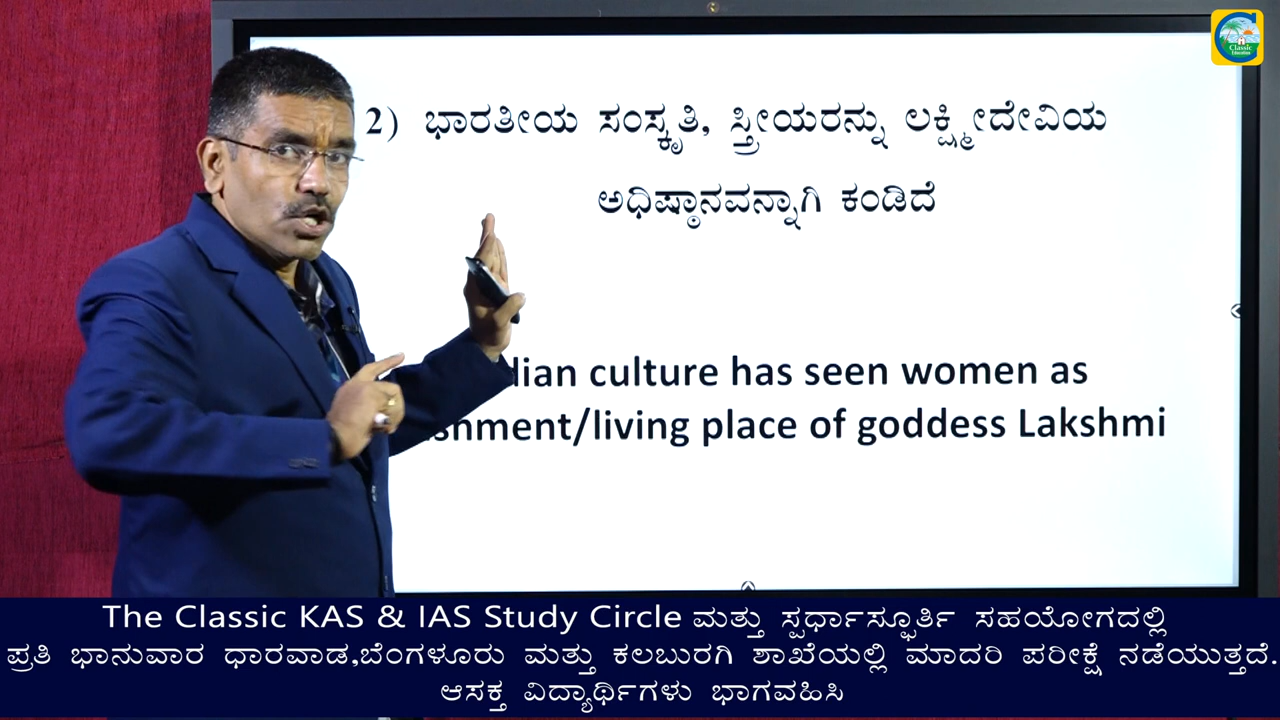 Classic
Education
2) ಭಾರತೀಯ ಸಂಸ್ಕೃತಿ, ಸ್ತ್ರೀಯರನ್ನು ಲಕ್ಷ್ಮೀದೇವಿಯ
ಅಧಿಷ್ಠಾನವನ್ನಾಗಿ ಕಂಡಿದೆ
culture has seen women as
living place of goddess Lakshmi
The Classic KAS & IAS Study Circle ಮತ್ತು ಸ್ಪರ್ಧಾಸ್ಫೂರ್ತಿ ಸಹಯೋಗದಲ್ಲಿ
ಪ್ರತಿ ಭಾನುವಾರ ಧಾರವಾಡ,ಬೆಂಗಳೂರು ಮತ್ತು ಕಲಬುರಗಿ ಶಾಖೆಯಲ್ಲಿ ಮಾದರಿ ಪರೀಕ್ಷೆ ನಡೆಯುತ್ತದೆ.
ಆಸಕ್ತ ವಿದ್ಯಾರ್ಥಿಗಳು ಭಾಗವಹಿಸಿ